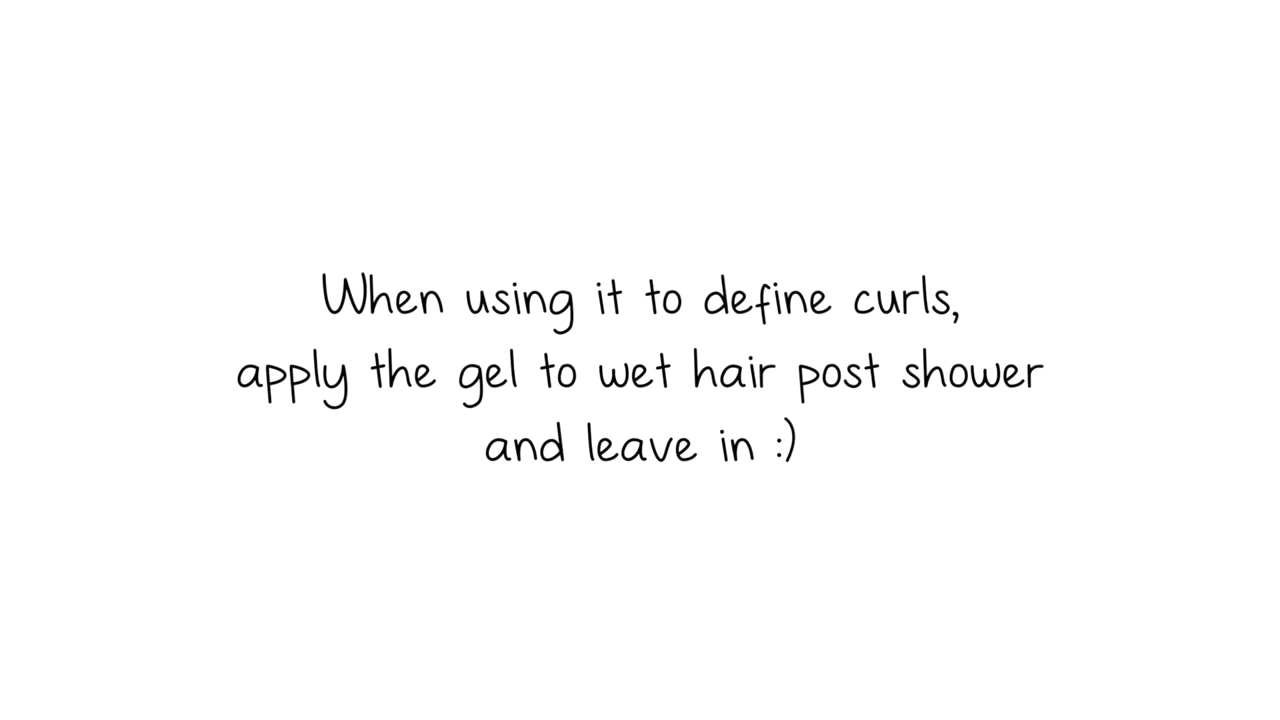 When using it to define curls,
apply the gel to wet hair post shower
and leave in :)